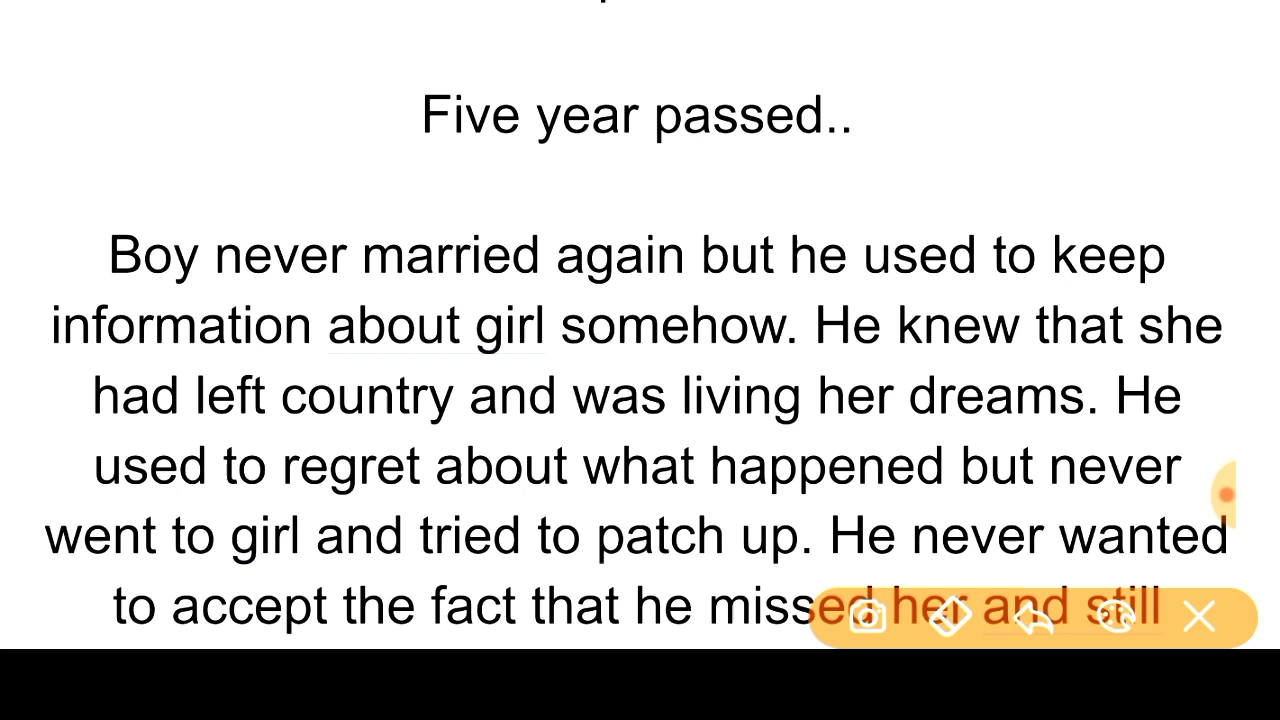 Five year passed..
Boy never married again but he used to keep
information about girl somehow. He knew that she
had left country and was living her dreams. He
used to regret about what happened but never
went to girl and tried to patch up. He never wanted
to accept the fact that he missed her and still